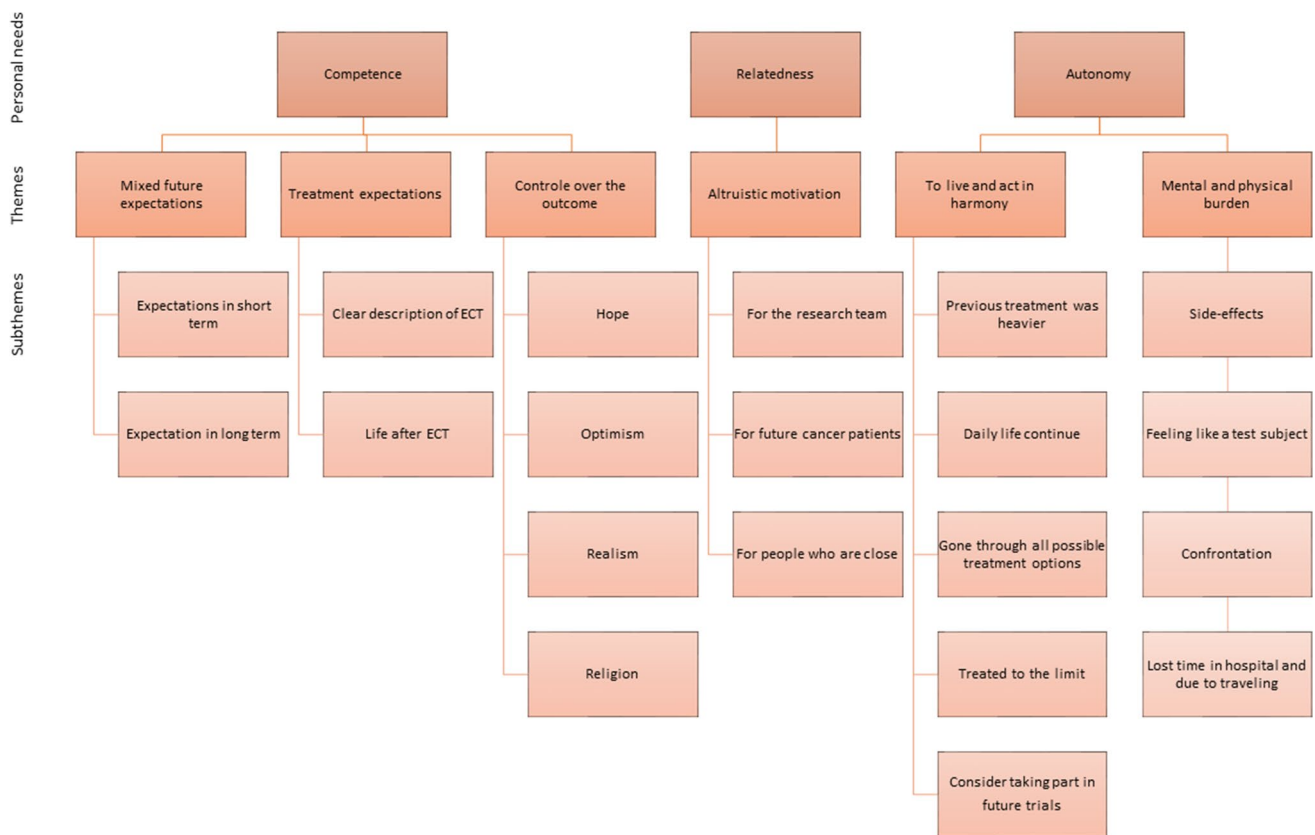 Personal needs
Competence
Relatedness
Autonomy
Themes
Mixed future
expectations
Treatment expectations
Controle over the
outcome
Altruistic motivation
To live and act in
harmony
Mental and physical
burden
Subthemes
Expectations in short
term
Clear description of ECT
Hope
For the research team
Previous treatment was
heavier
Side-effects
Expectation in long term
Life after ECT
Optimism
For future cancer patients
Daily life continue
Feeling like a test subject
Realism
For people who are close
Gone through all possible
treatment options
Confrontation
Religion
Treated to the limit
Lost time in hospital and
due to traveling
Consider taking part in
future trials